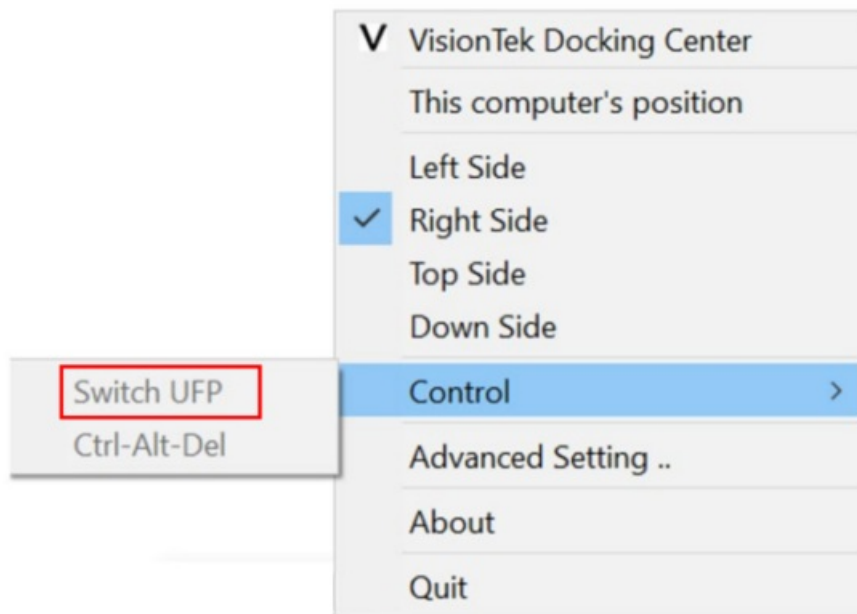 V VisionTek Docking Center
This computer's position
Left Side
Right Side
Top Side
Down Side
Control
Switch UFP
Ctrl-Alt-Del
Advanced Setting ..
About
Quit